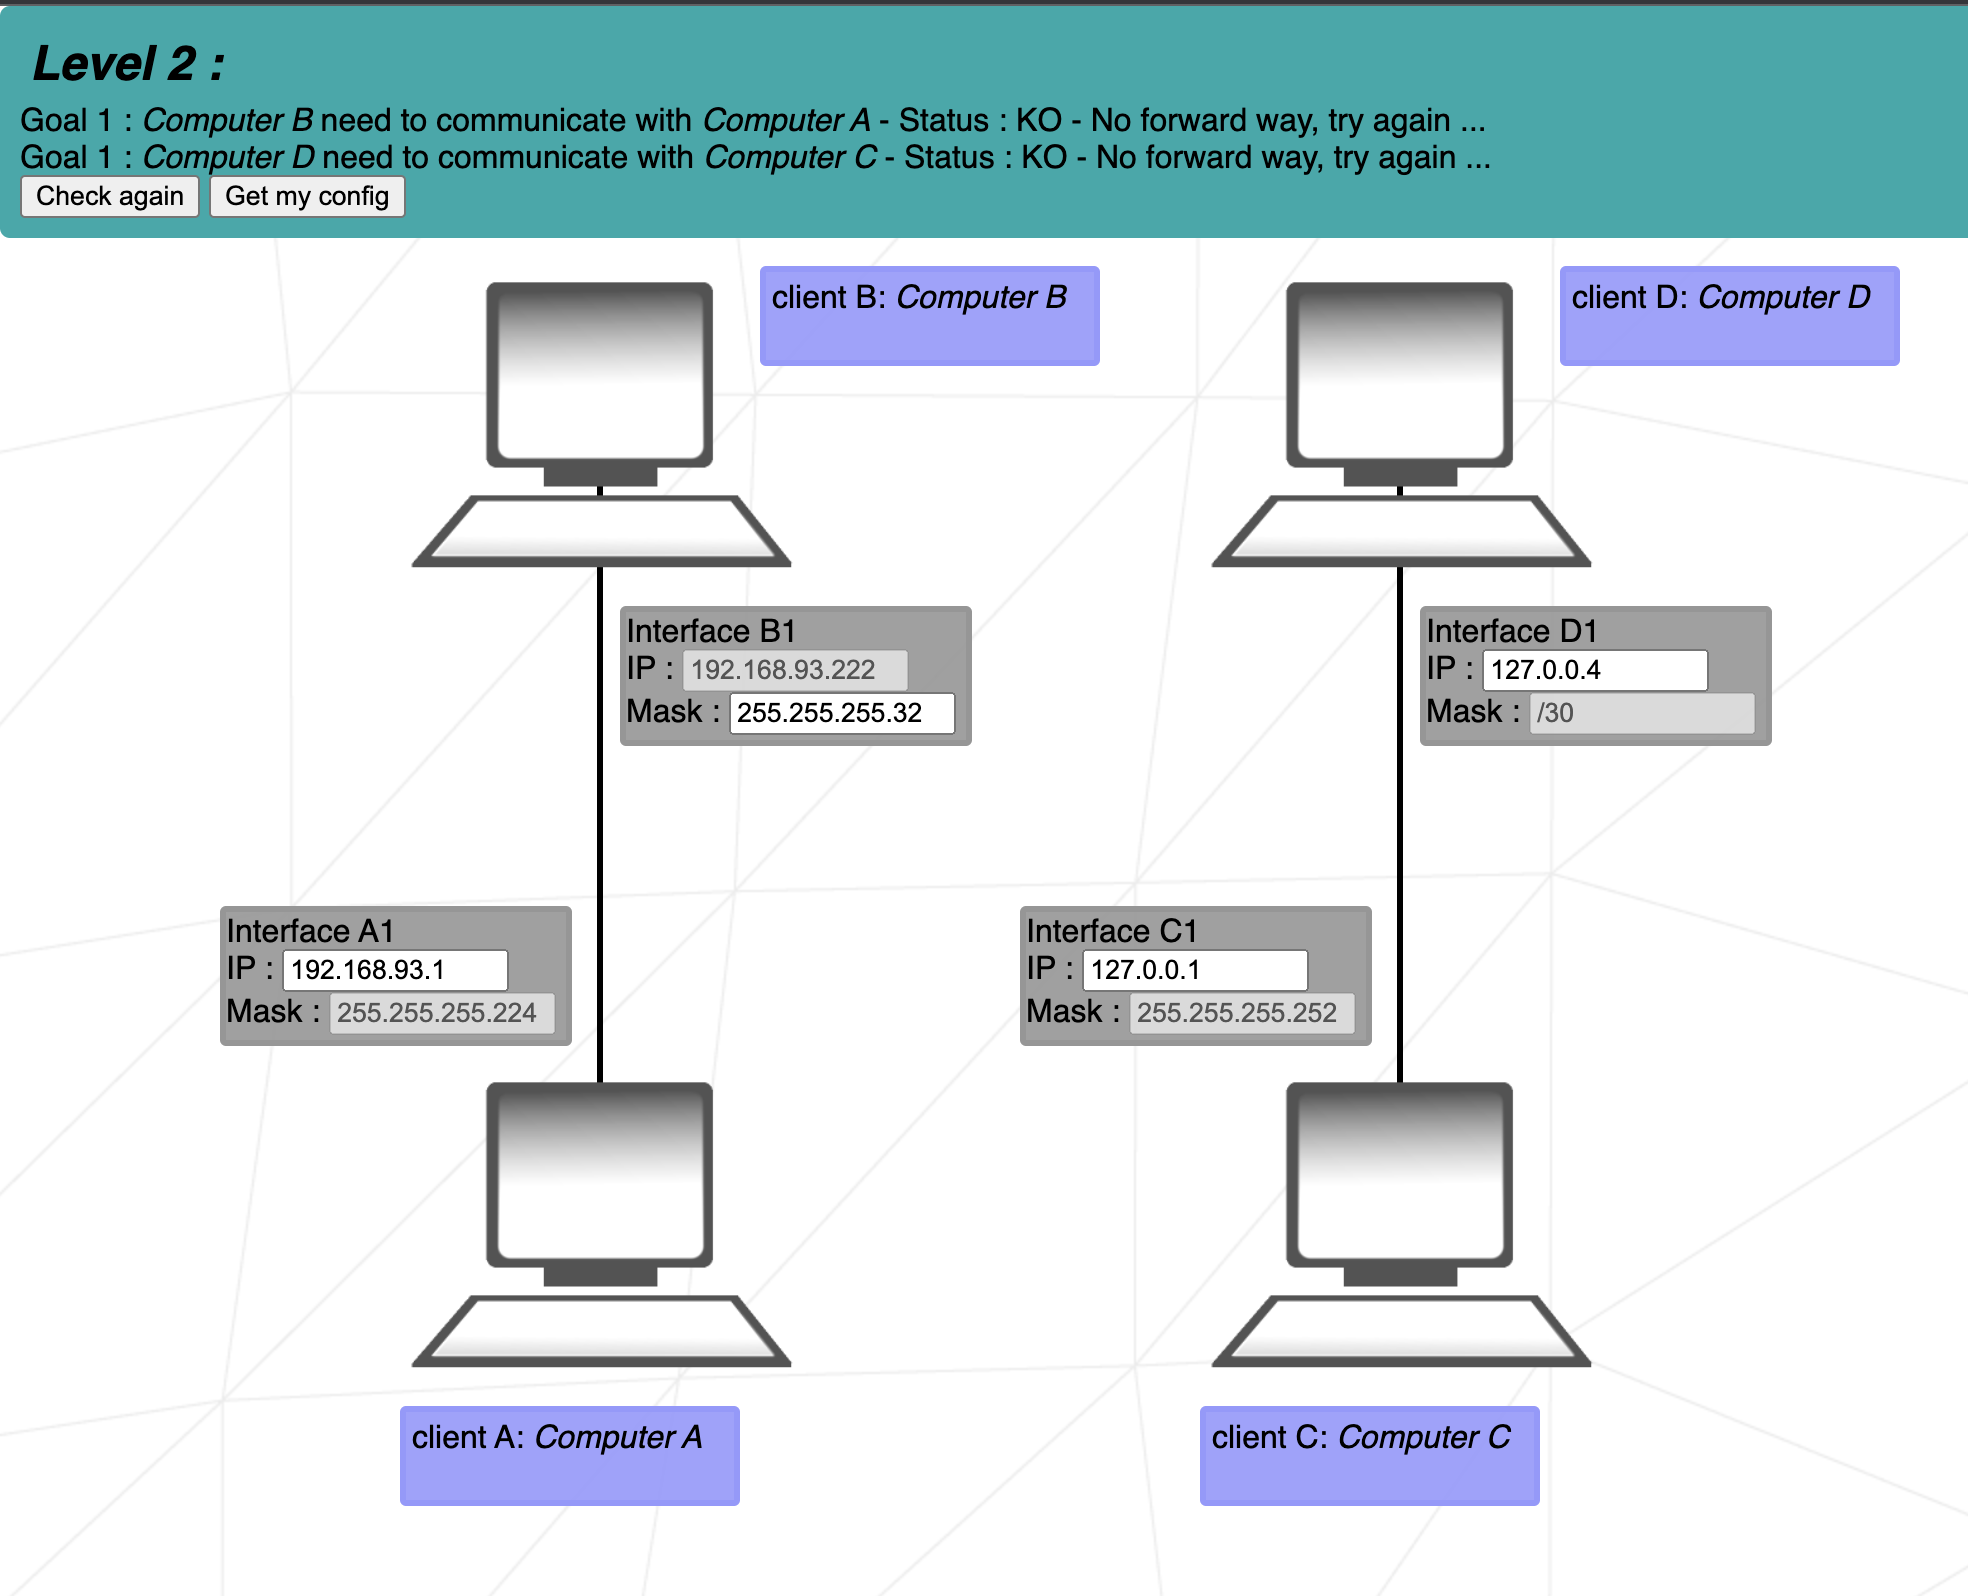 Level 2 :
Goal 1 : Computer B need to communicate with Computer A - Status : KO - No forward way, try again ...
Goal 1 : Computer D need to communicate with Computer C - Status : KO - No forward way, try again ...
Check again Get my config
client B: Computer B
client D: Computer D
Interface B1
IP : 192.168.93.222
Mask : 255.255.255.32
Interface D1
IP : 127.0.0.4
Mask : /30
Interface A1
IP : 192.168.93.1
Mask : 255.255.255.224
Interface C1
IP : 127.0.0.1
Mask : 255.255.255.252
client A: Computer A
client C: Computer C